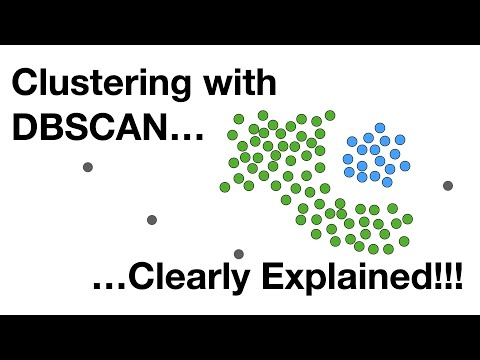 Clustering with
DBSCAN…
…Clearly Explained!!!